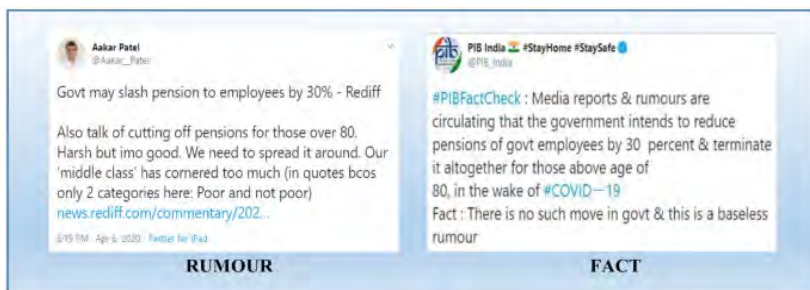 Aakar Patel
@Aakar_Patel
Govt may slash pension to employees by 30% - Rediff
Also talk of cutting off pensions for those over 80.
Harsh but imo good. We need to spread it around. Our
'middle class' has cornered too much (in quotes bcos
only 2 categories here: Poor and not poor)
news.rediff.com/commentary/202...
6:15 PM · Apr 6, 2020 · Twitter for iPad
RUMOUR
PIB India #StayHome #StaySafe
@PIB_India
#PIBFactCheck : Media reports & rumours are
circulating that the government intends to reduce
pensions of govt employees by 30 percent & terminate
it altogether for those above age of
80, in the wake of #COVID—19
Fact : There is no such move in govt & this is a baseless
rumour
FACT